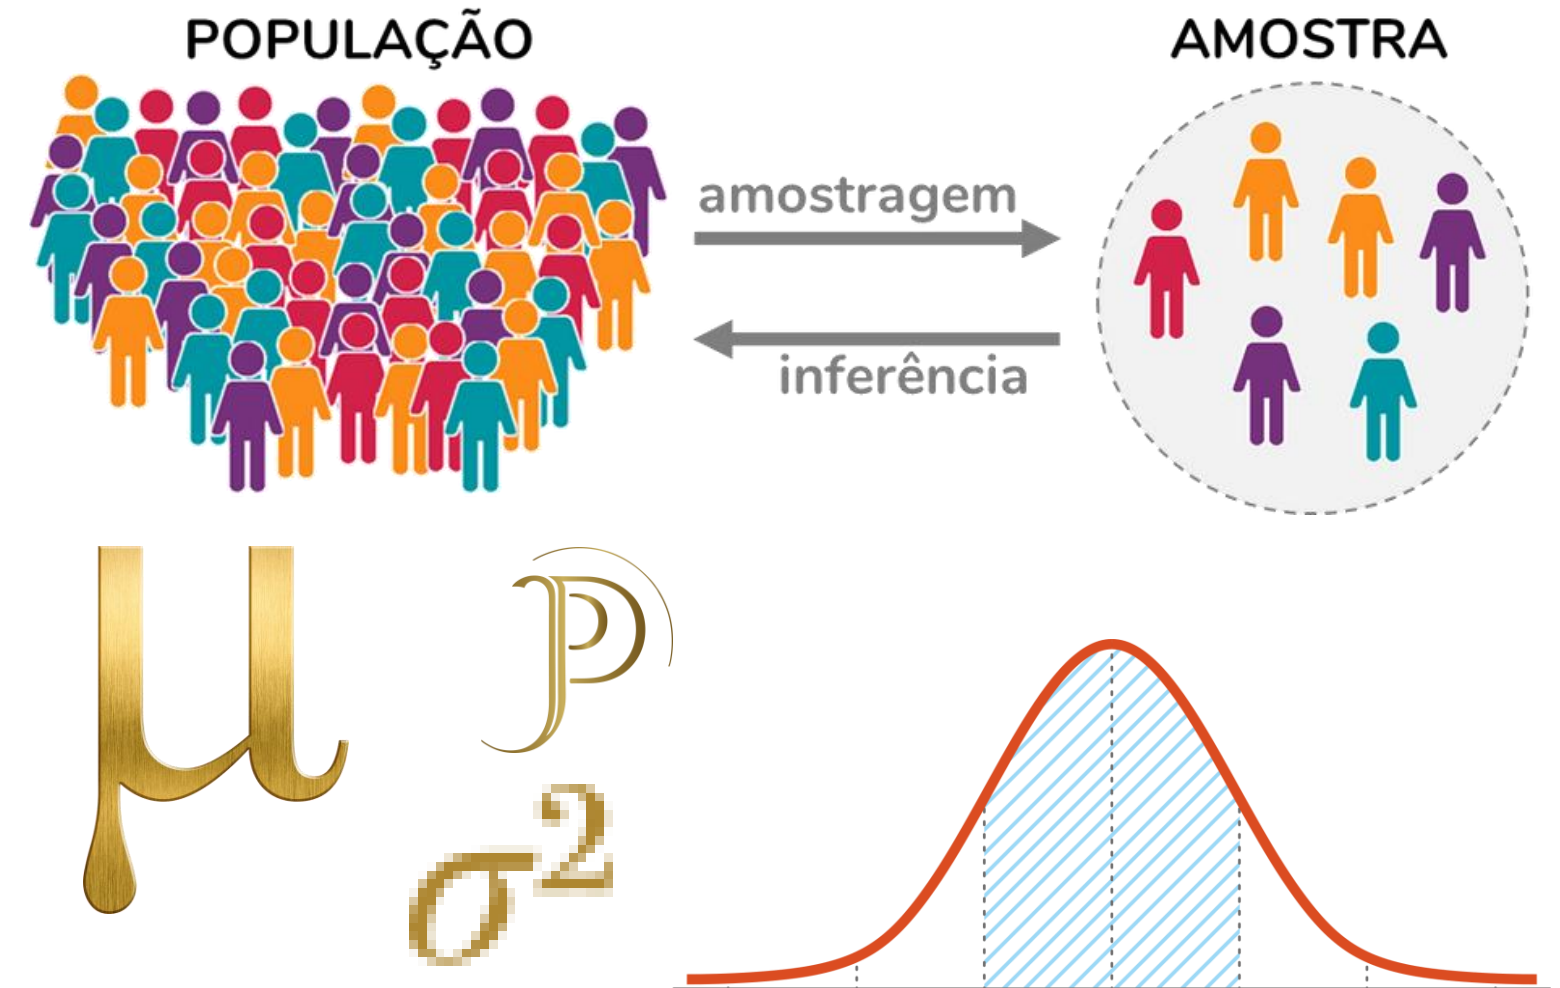 POPULAÇÃO
AMOSTRA
amostragem
inferência
μ
P
σ²